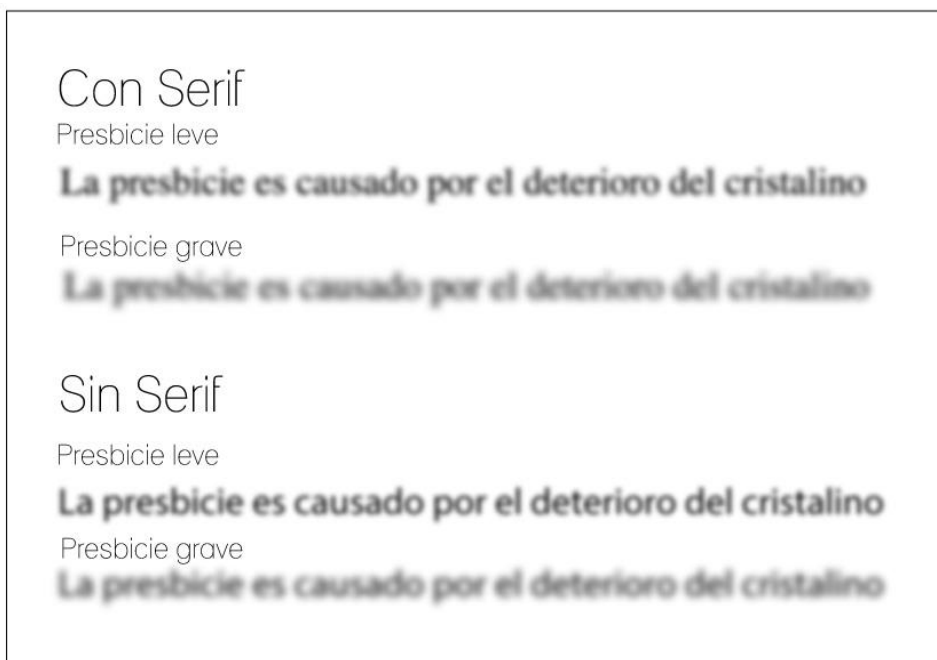 Con Serif
Presbicie leve
La presbicie es causado por el deterioro del cristalino
Presbicie grave
La presbicie es causado por el deterioro del cristalino
Sin Serif
Presbicie leve
La presbicie es causado por el deterioro del cristalino
Presbicie grave
La presbicie es causado por el deterioro del cristalino